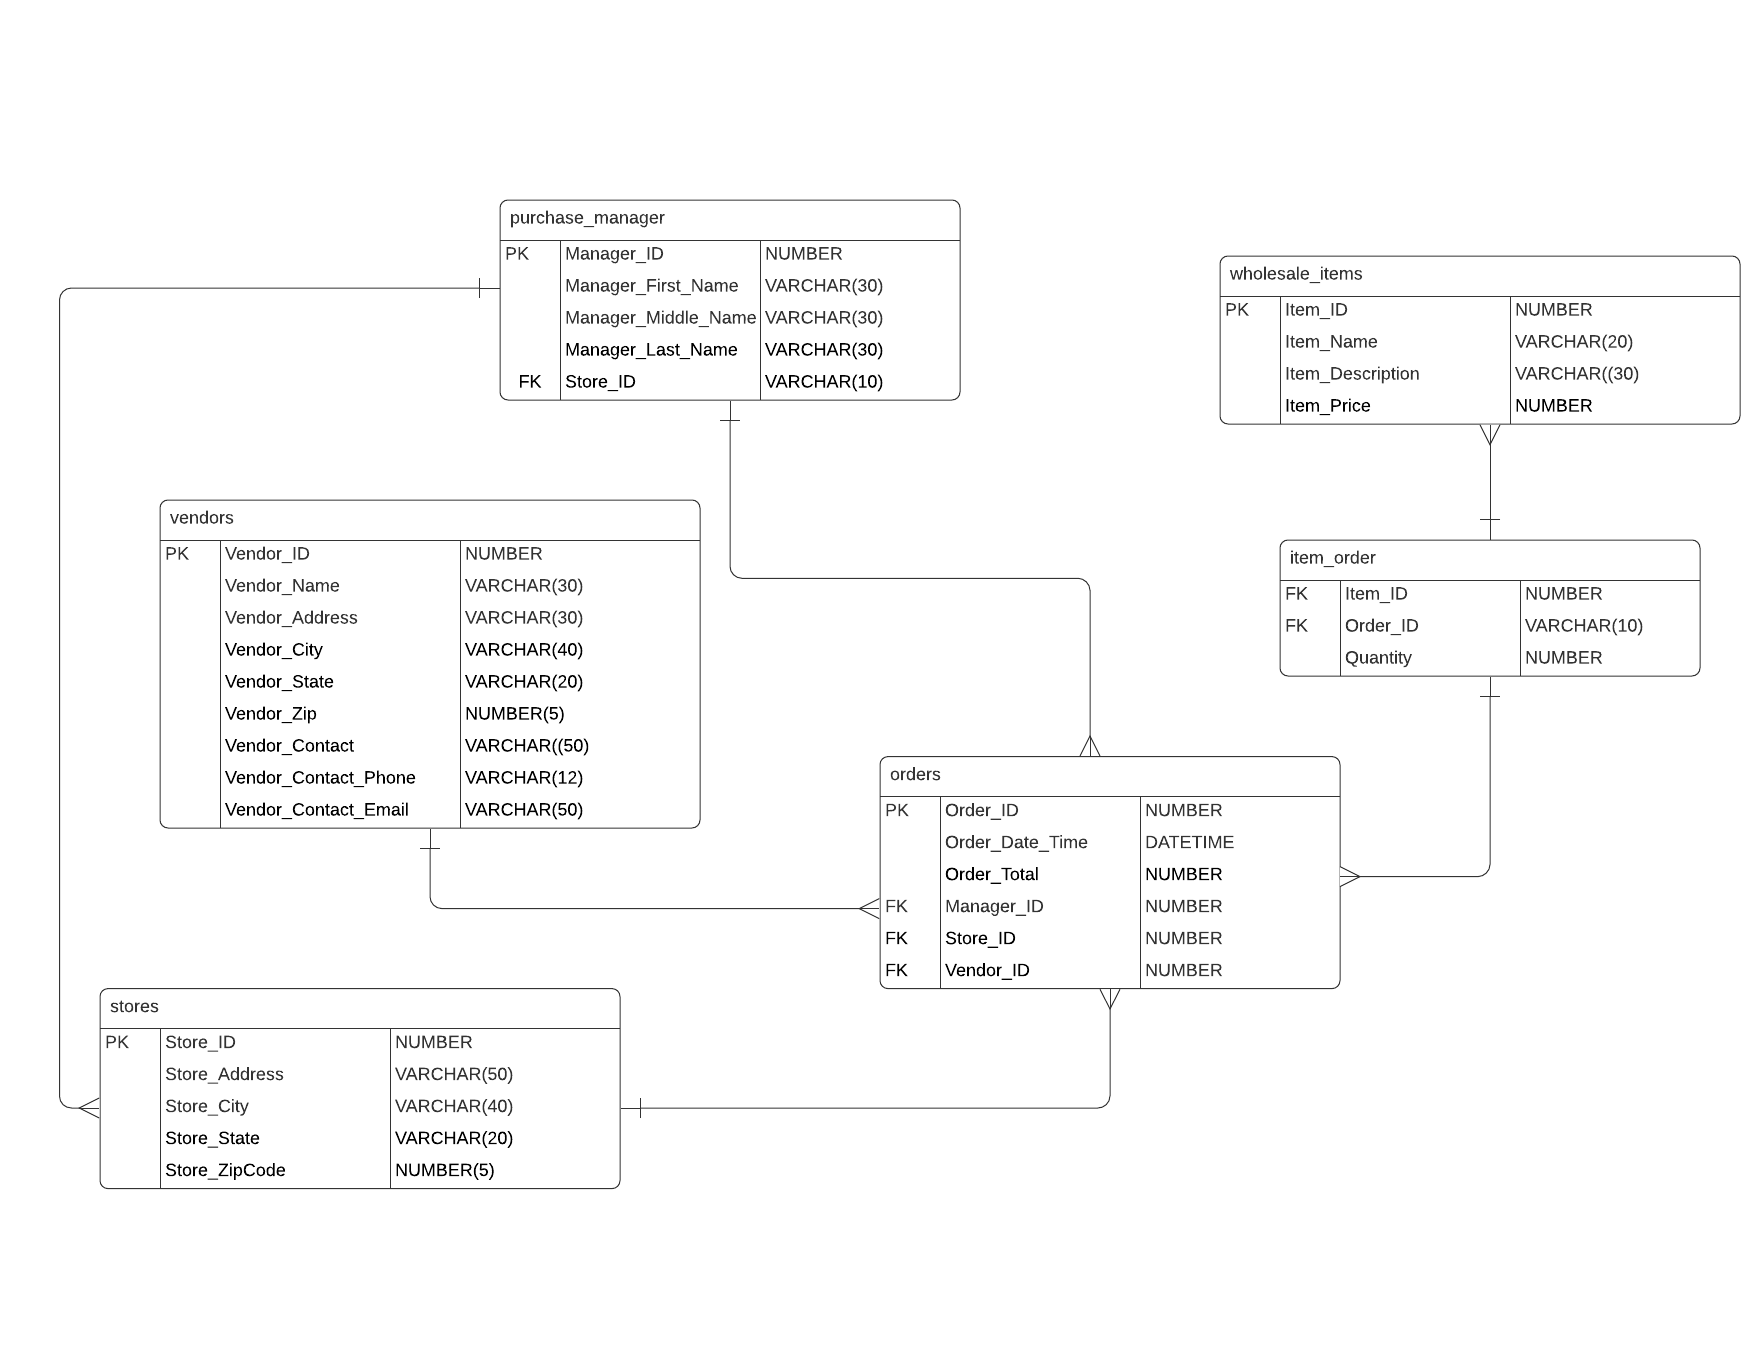 purchase_manager
PK Manager_ID NUMBER
Manager_First_Name VARCHAR(30)
Manager_Middle_Name VARCHAR(30)
Manager_Last_Name VARCHAR(30)
FK Store_ID VARCHAR(10)
wholesale_items
PK Item_ID NUMBER
Item_Name VARCHAR(20)
Item_Description VARCHAR((30)
Item_Price NUMBER
vendors
PK Vendor_ID NUMBER
Vendor_Name VARCHAR(30)
Vendor_Address VARCHAR(30)
Vendor_City VARCHAR(40)
Vendor_State VARCHAR(20)
Vendor_Zip NUMBER(5)
Vendor_Contact VARCHAR((50)
Vendor_Contact_Phone VARCHAR(12)
Vendor_Contact_Email VARCHAR(50)
item_order
FK Item_ID NUMBER
FK Order_ID VARCHAR(10)
Quantity NUMBER
orders
PK Order_ID NUMBER
Order_Date_Time DATETIME
Order_Total NUMBER
FK Manager_ID NUMBER
FK Store_ID NUMBER
FK Vendor_ID NUMBER
stores
PK Store_ID NUMBER
Store_Address VARCHAR(50)
Store_City VARCHAR(40)
Store_State VARCHAR(20)
Store_ZipCode NUMBER(5)